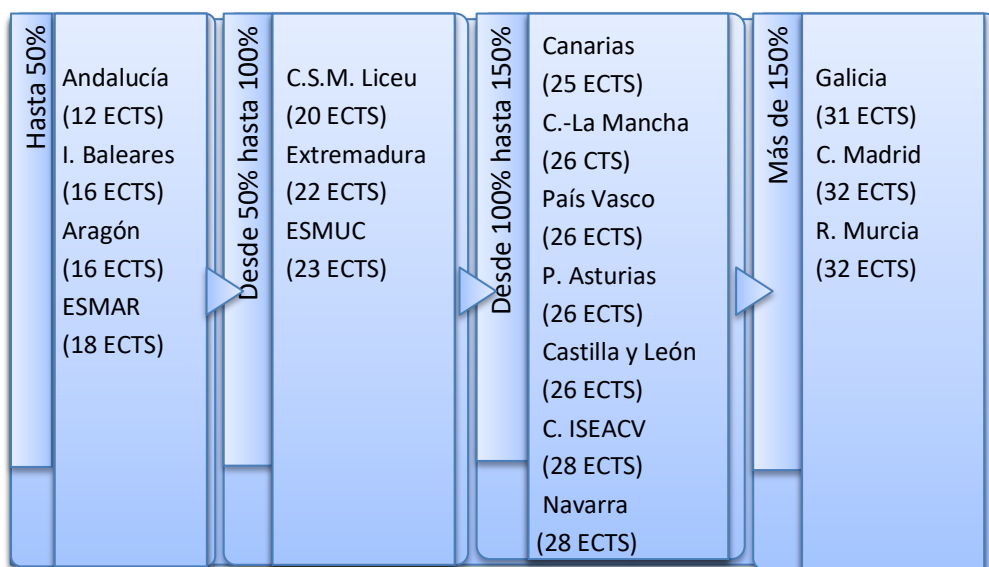 Hasta 50%
Andalucía
(12 ECTS)
I. Baleares
(16 ECTS)
Aragón
(16 ECTS)
ESMAR
(18 ECTS)
Desde 50% hasta 100%
C.S.M. Liceu
(20 ECTS)
Extremadura
(22 ECTS)
ESMUC
(23 ECTS)
Desde 100% hasta 150%
Canarias
(25 ECTS)
C.-La Mancha
(26 CTS)
País Vasco
(26 ECTS)
P. Asturias
(26 ECTS)
Castilla y León
(26 ECTS)
C. ISEACV
(28 ECTS)
Navarra
(28 ECTS)
Más de 150%
Galicia
(31 ECTS)
C. Madrid
(32 ECTS)
R. Murcia
(32 ECTS)